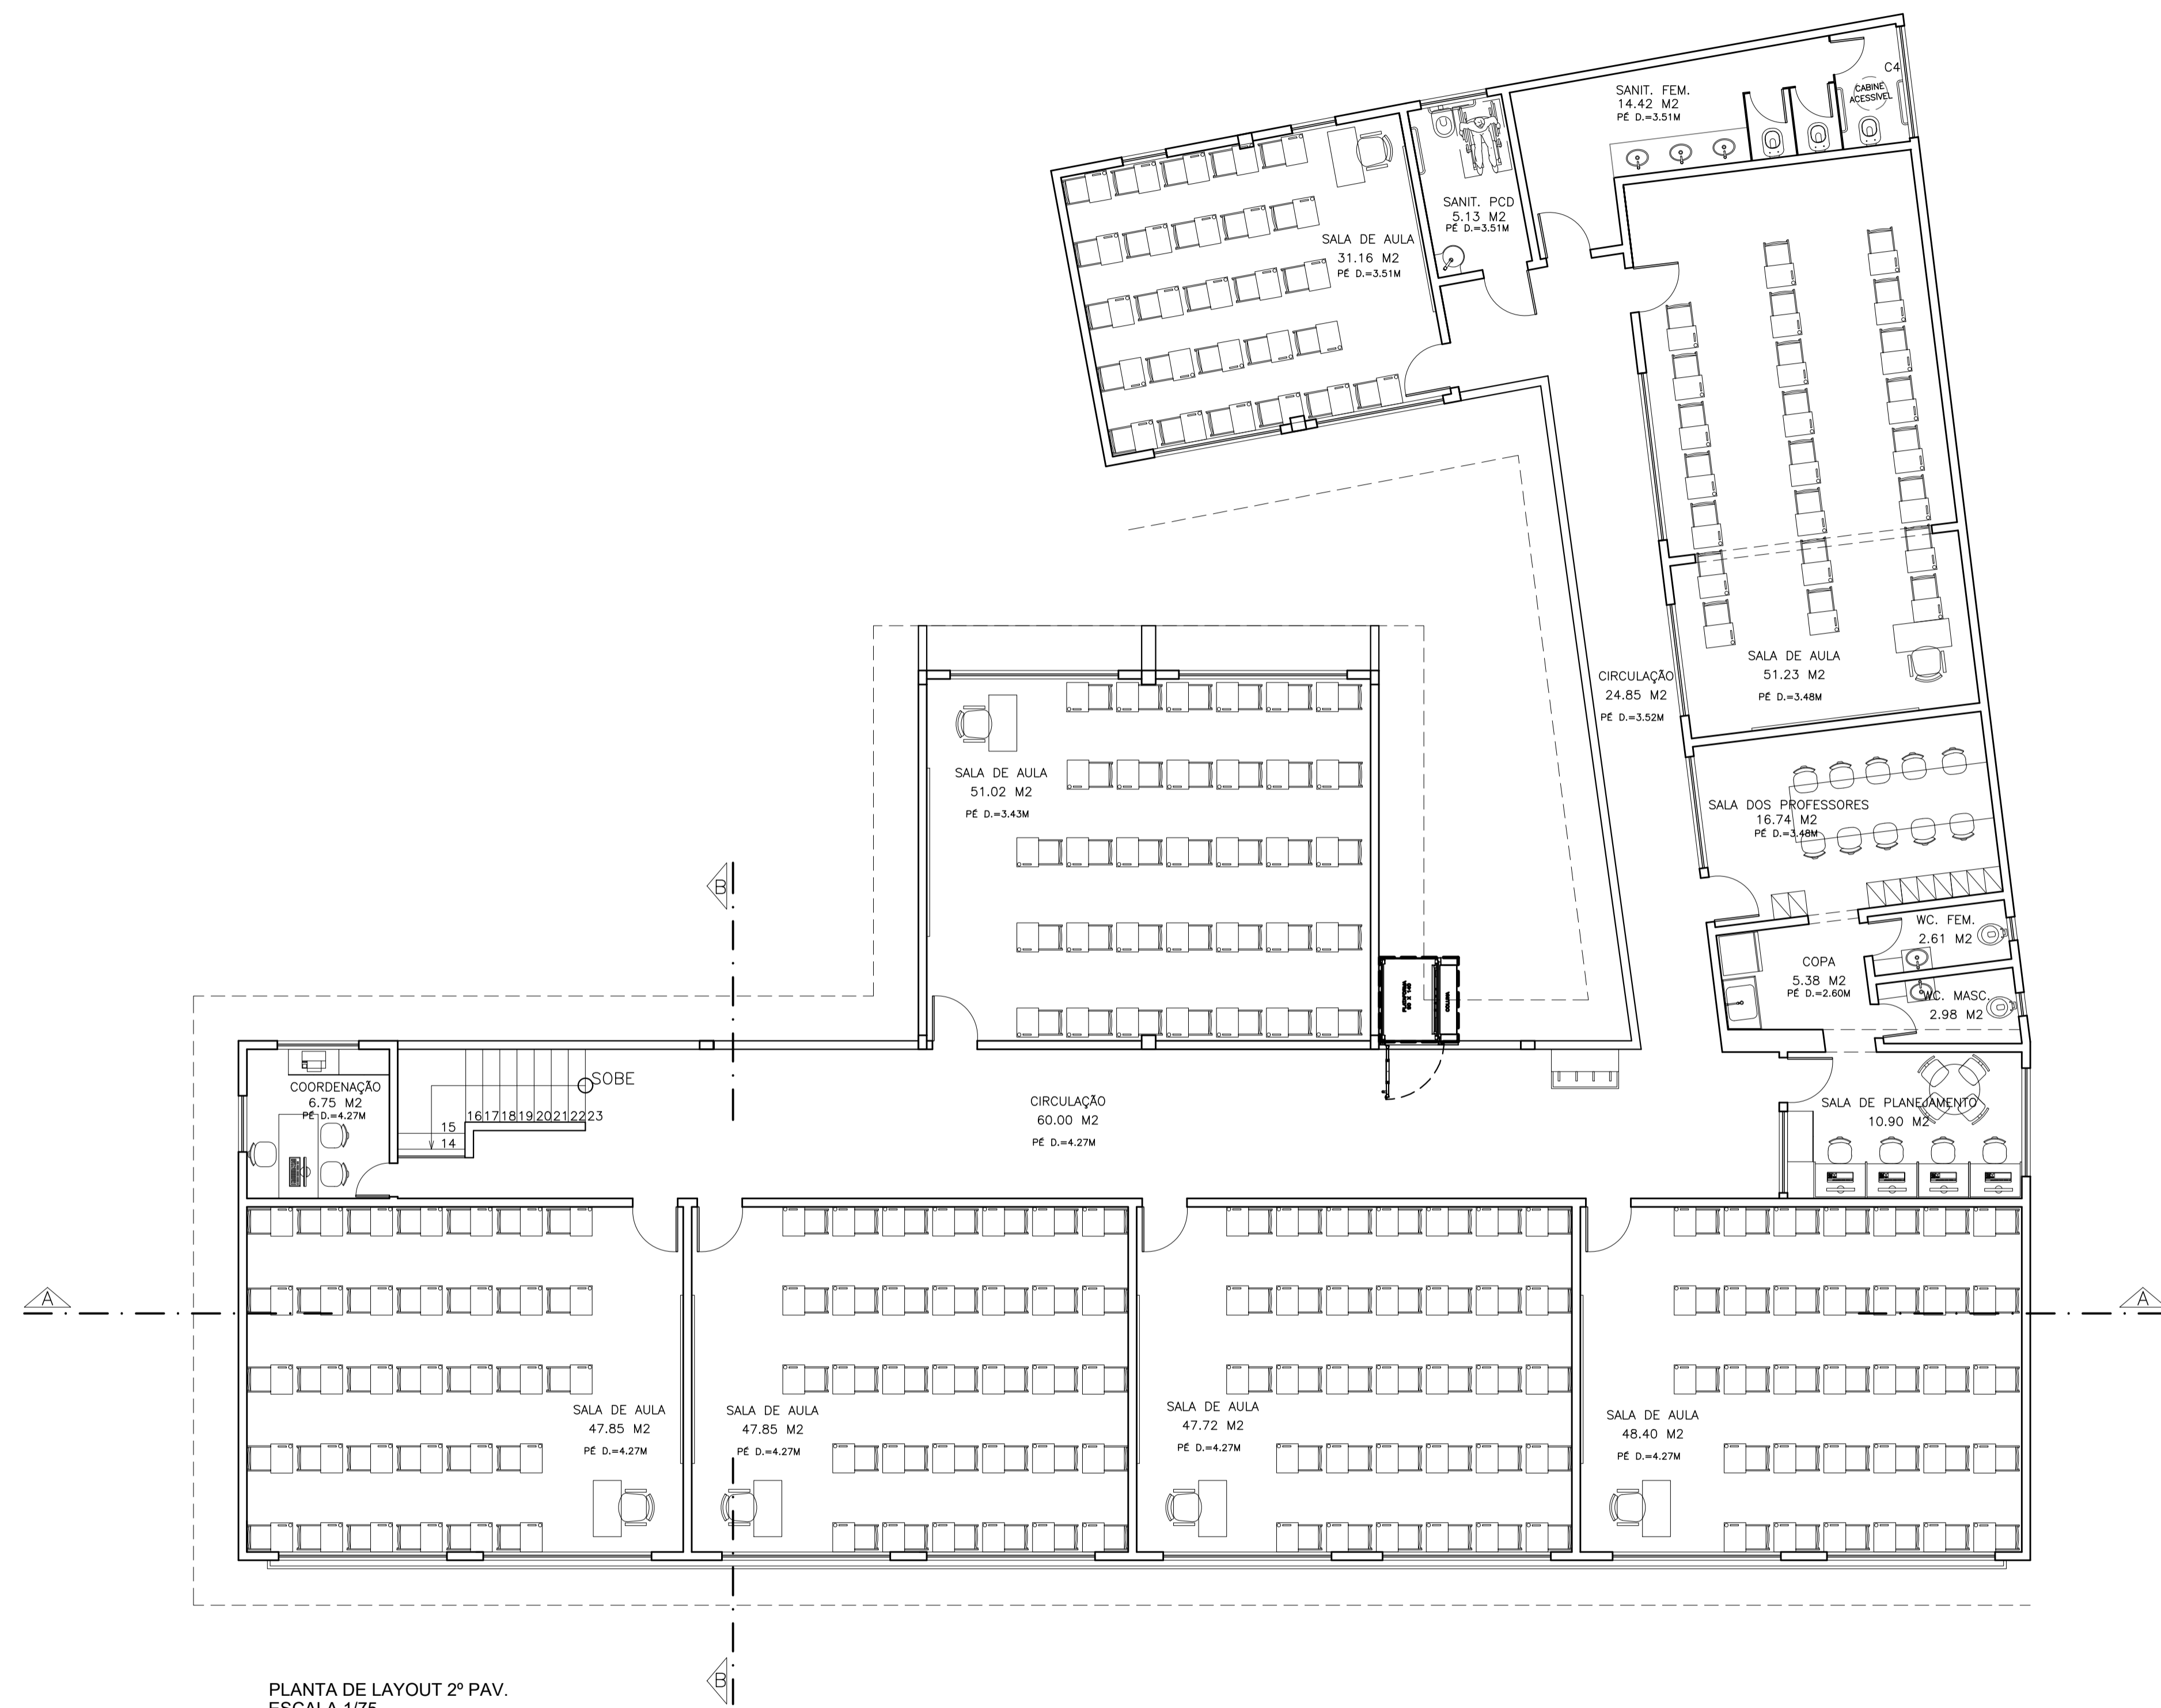 C4
CABINE
ACESSÍVEL
SANIT. FEM.
14.42 M2
PÉ D.=3.51M
SANIT. PCD
5.13 M2
PÉ D.=3.51M
SALA DE AULA
31.16 M2
PÉ D.=3.51M
SALA DE AULA
51.23 M2
PÉ D.=3.48M
CIRCULAÇÃO
24.85 M2
PÉ D.=3.52M
SALA DE AULA
51.02 M2
PÉ D.=3.43M
SALA DOS PROFESSORES
16.74 M2
PÉ D.=3.48M
B
WC. FEM.
2.61 M2
COPA
5.38 M2
PÉ D.=2.60M
WC. MASC.
2.98 M2
PLATAFORMA
90 X 140
COLUNA
COORDENAÇÃO
6.75 M2
PÉ D.=4.27M
SOBE
16 17 18 19 20 21 22 23
15
14
CIRCULAÇÃO
60.00 M2
PÉ D.=4.27M
SALA DE PLANEJAMENTO
10.90 M2
A
A
SALA DE AULA
47.85 M2
PÉ D.=4.27M
SALA DE AULA
47.85 M2
PÉ D.=4.27M
SALA DE AULA
47.72 M2
PÉ D.=4.27M
SALA DE AULA
48.40 M2
PÉ D.=4.27M
B
PLANTA DE LAYOUT 2º PAV.
ESCALA 1/75